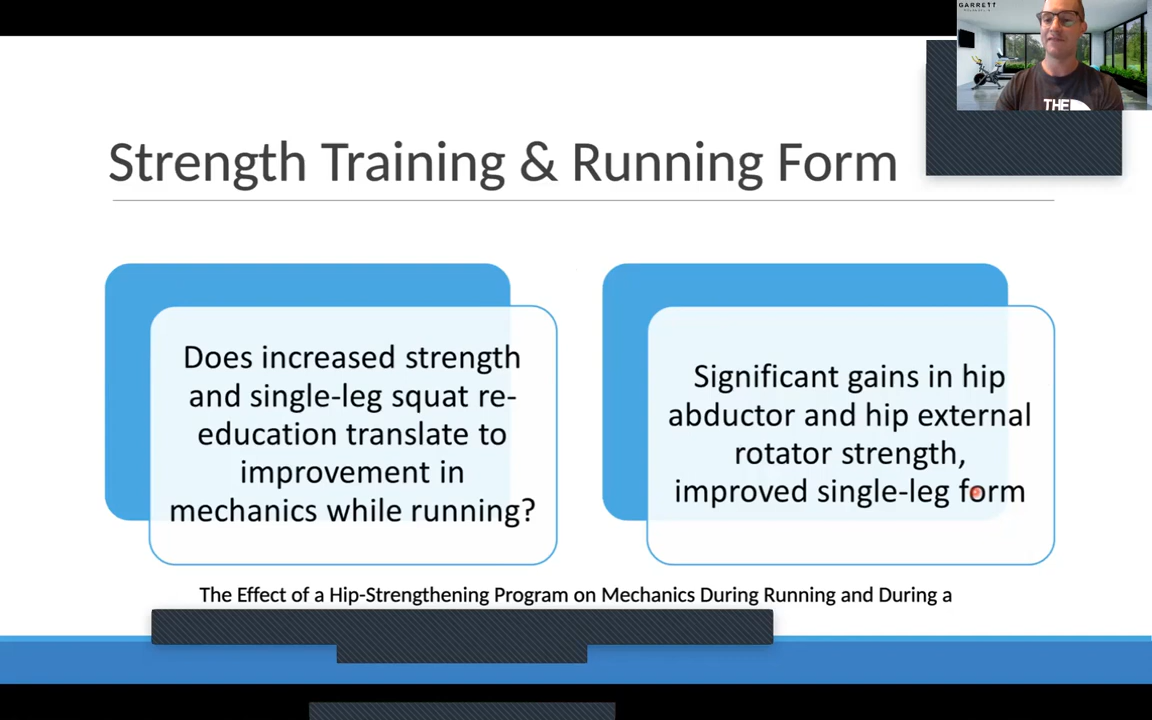 GARRETT
THE
Strength Training & Running Form
Does increased strength
and single-leg squat re-
education translate to
improvement in
mechanics while running?
Significant gains in hip
abductor and hip external
rotator strength,
improved single-leg form
The Effect of a Hip-Strengthening Program on Mechanics During Running and During a